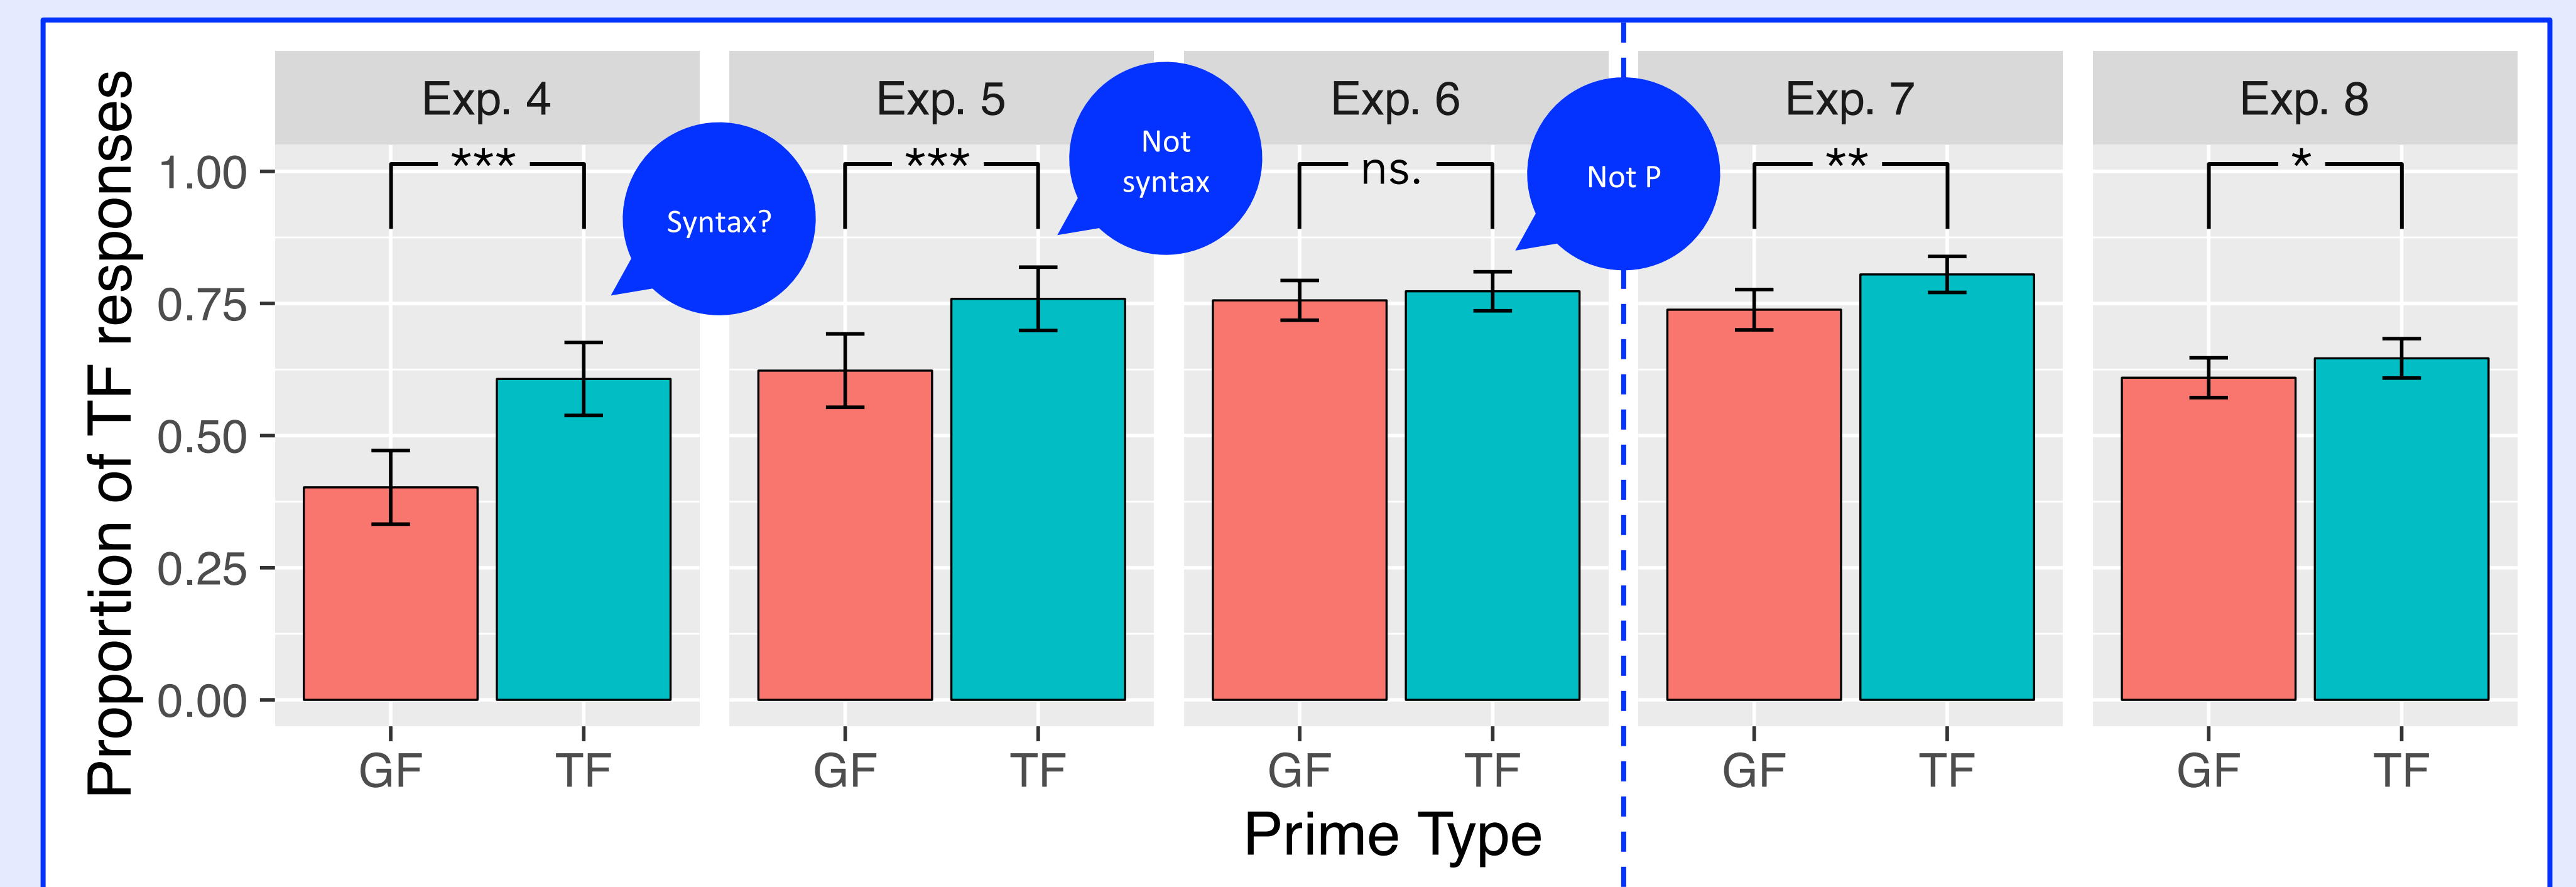 Exp. 4
Exp. 5
Exp. 6
Exp. 7
Exp. 8
Proportion of TF responses
1.00
0.75
0.50
0.25
0.00
***
***
ns.
**
*
Syntax?
Not
syntax
Not P
GF TF
GF TF
GF TF
GF TF
GF TF
Prime Type